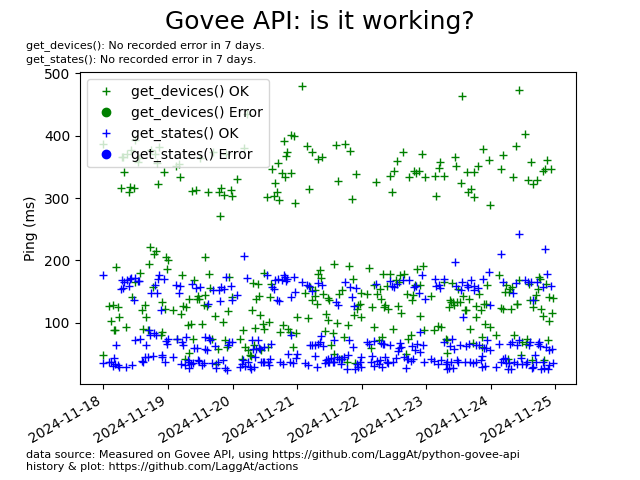 Govee API: is it working?
get_devices(): No recorded error in 7 days.
get_states(): No recorded error in 7 days.
500
400
300
200
100
Ping (ms)
get_devices() OK
get_devices() Error
get_states() OK
get_states() Error
2024-11-18
2024-11-19
2024-11-20
2024-11-21
2024-11-22
2024-11-23
2024-11-24
2024-11-25
data source: Measured on Govee API, using https://github.com/LaggAt/python-govee-api
history & plot: https://github.com/LaggAt/actions